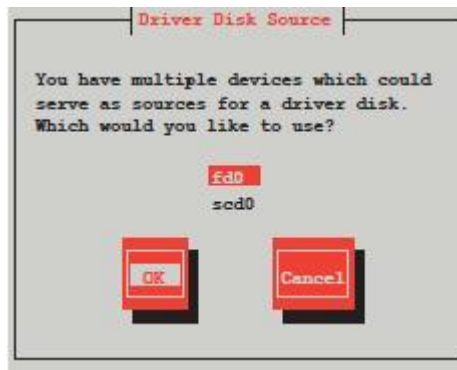 Driver Disk Source
You have multiple devices which could
serve as sources for a driver disk.
Which would you like to use?
fd0
scd0
OK
Cancel